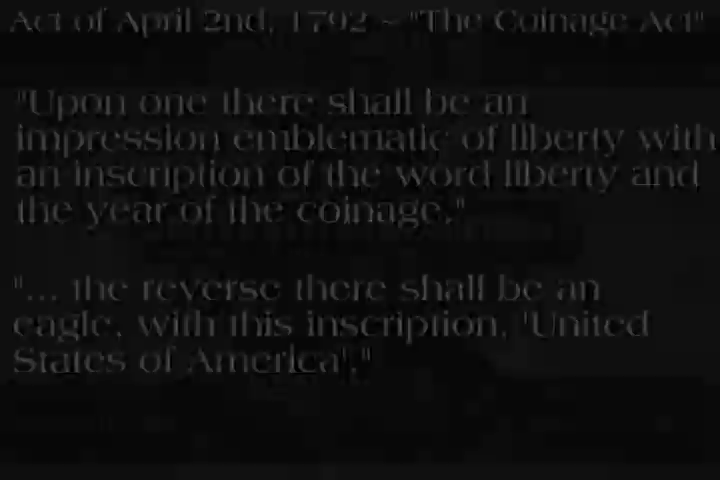 Act of April 2nd, 1792 ~ "The Coinage Act"
"Upon one there shall be an
impression emblematic of liberty with
an inscription of the word liberty and
the year of the coinage."
"... the reverse there shall be an
eagle, with this inscription, 'United
States of America'."